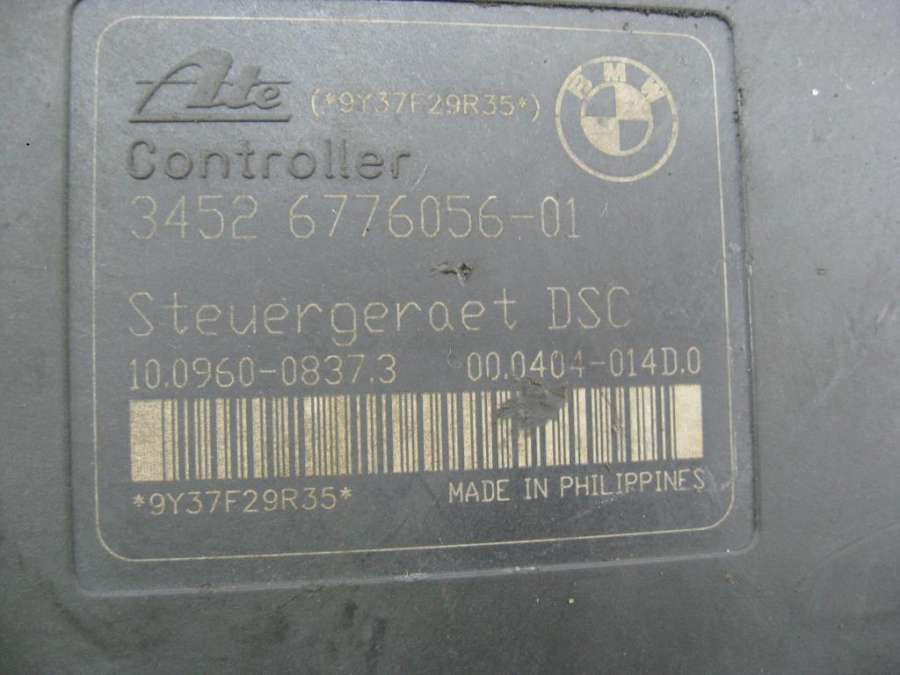 Ate (*9Y37F29R35*) BMW
Controller
3452 6776056-01
Steuergeraet DSC
10.0960-0837.3 00.0404-014D.0
*9Y37F29R35* MADE IN PHILIPPINES